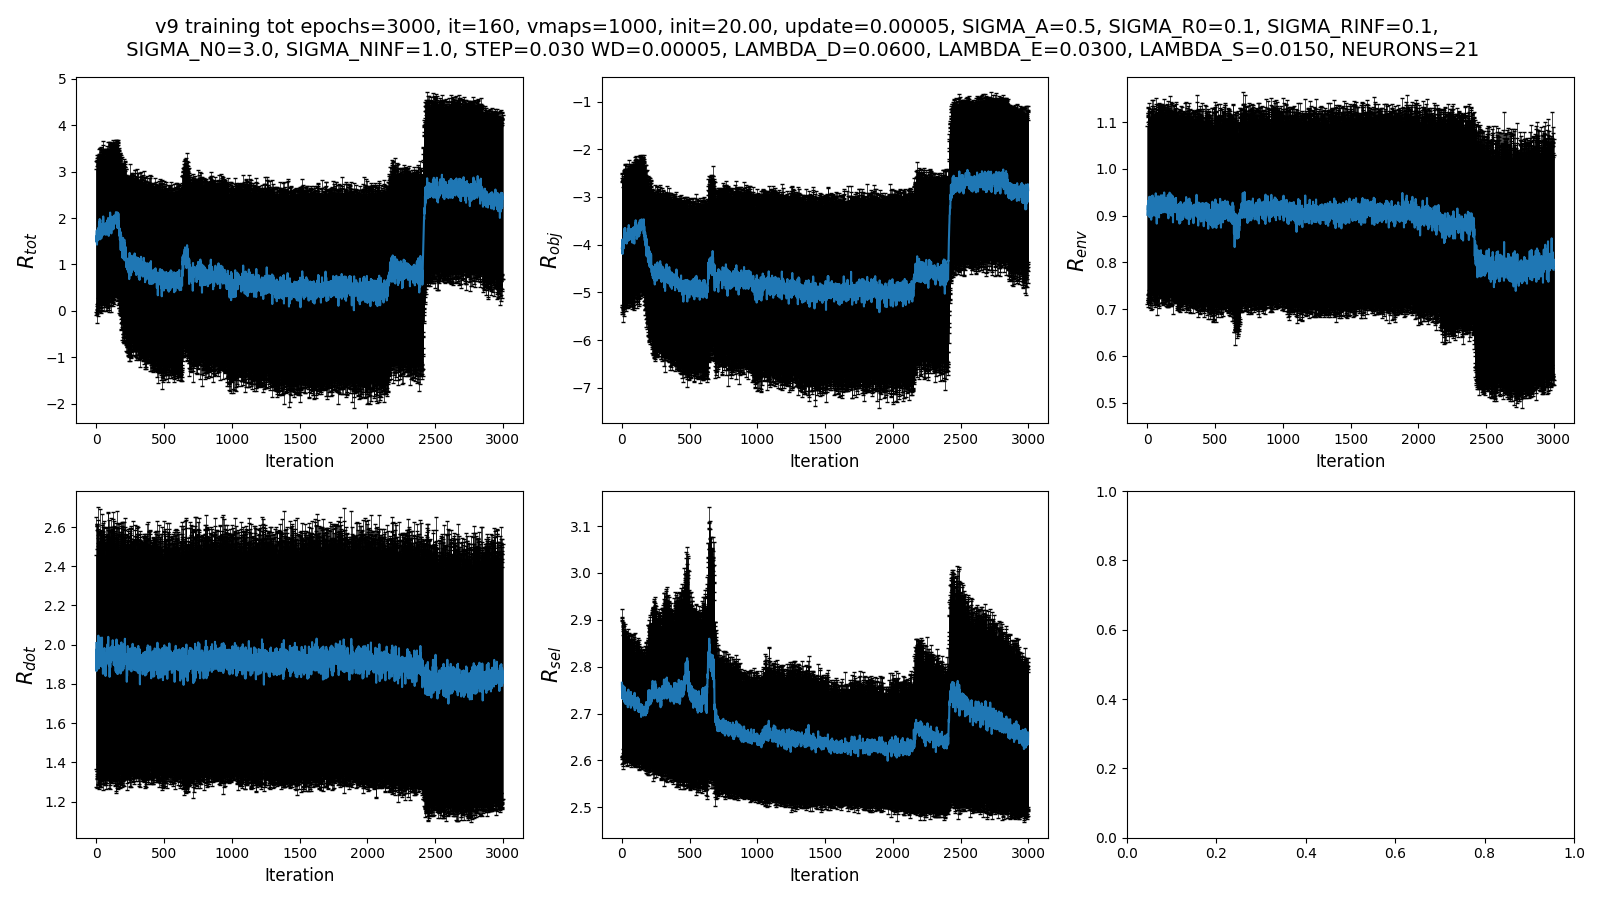 v9 training tot epochs=3000, it=160, vmaps=1000, init=20.00, update=0.00005, SIGMA_A=0.5, SIGMA_R0=0.1, SIGMA_RINF=0.1,
SIGMA_N0=3.0, SIGMA_NINF=1.0, STEP=0.030 WD=0.00005, LAMBDA_D=0.0600, LAMBDA_E=0.0300, LAMBDA_S=0.0150, NEURONS=21
R_tot
5
4
3
2
1
0
−1
−2
0 500 1000 1500 2000 2500 3000
Iteration
R_obj
−1
−2
−3
−4
−5
−6
−7
0 500 1000 1500 2000 2500 3000
Iteration
R_env
1.1
1.0
0.9
0.8
0.7
0.6
0.5
0 500 1000 1500 2000 2500 3000
Iteration
R_dot
2.6
2.4
2.2
2.0
1.8
1.6
1.4
1.2
0 500 1000 1500 2000 2500 3000
Iteration
R_sel
3.1
3.0
2.9
2.8
2.7
2.6
2.5
0 500 1000 1500 2000 2500 3000
Iteration
1.0
0.8
0.6
0.4
0.2
0.0
0.0 0.2 0.4 0.6 0.8 1.0